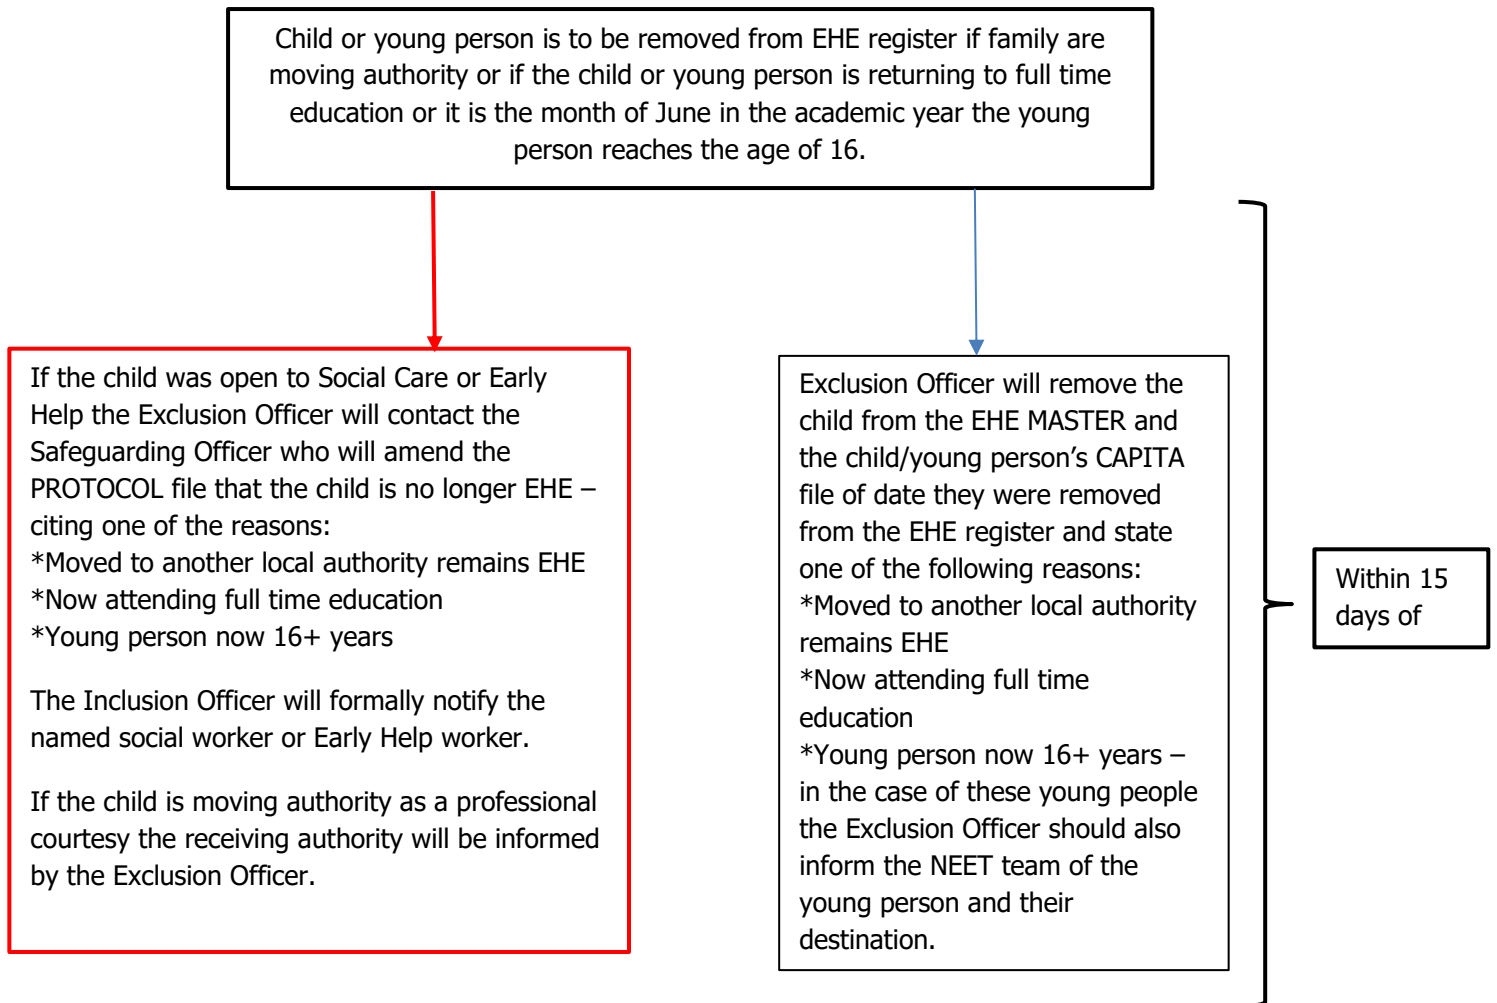 Child or young person is to be removed from EHE register if family are
moving authority or if the child or young person is returning to full time
education or it is the month of June in the academic year the young
person reaches the age of 16.
If the child was open to Social Care or Early
Help the Exclusion Officer will contact the
Safeguarding Officer who will amend the
PROTOCOL file that the child is no longer EHE –
citing one of the reasons:
*Moved to another local authority remains EHE
*Now attending full time education
*Young person now 16+ years
The Inclusion Officer will formally notify the
named social worker or Early Help worker.
If the child is moving authority as a professional
courtesy the receiving authority will be informed
by the Exclusion Officer.
Exclusion Officer will remove the
child from the EHE MASTER and
the child/young person’s CAPITA
file of date they were removed
from the EHE register and state
one of the following reasons:
*Moved to another local authority
remains EHE
*Now attending full time
education
*Young person now 16+ years –
in the case of these young people
the Exclusion Officer should also
inform the NEET team of the
young person and their
destination.
Within 15
days of